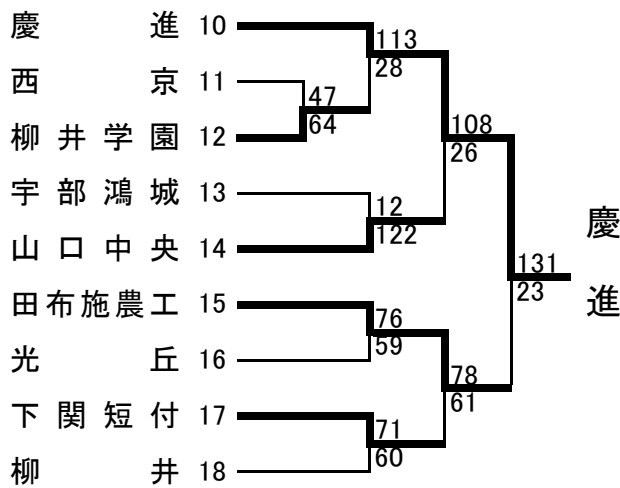 慶進 10
西京 11
柳井学園 12
宇部鴻城 13
山口中央 14
田布施農工 15
光丘 16
下関短付 17
柳井 18
47
64
113
28
12
122
76
59
71
60
108
26
78
61
131
23
慶進